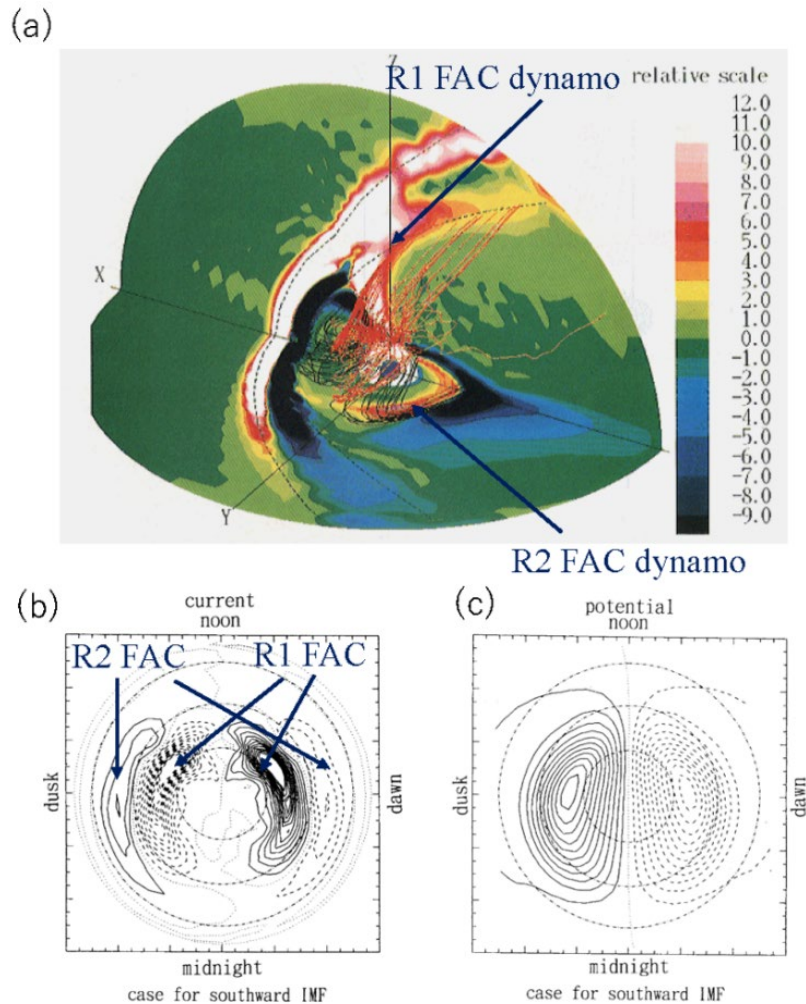 (a)
Z
R1 FAC dynamo
relative scale
12.0
11.0
10.0
9.0
8.0
7.0
6.0
5.0
4.0
3.0
2.0
1.0
0.0
-1.0
-2.0
-3.0
-4.0
-5.0
-6.0
-7.0
-8.0
-9.0
X
Y
R2 FAC dynamo
(b)
current
noon
R2 FAC
R1 FAC
dusk
dawn
midnight
case for southward IMF
(c)
potential
noon
dusk
dawn
midnight
case for southward IMF